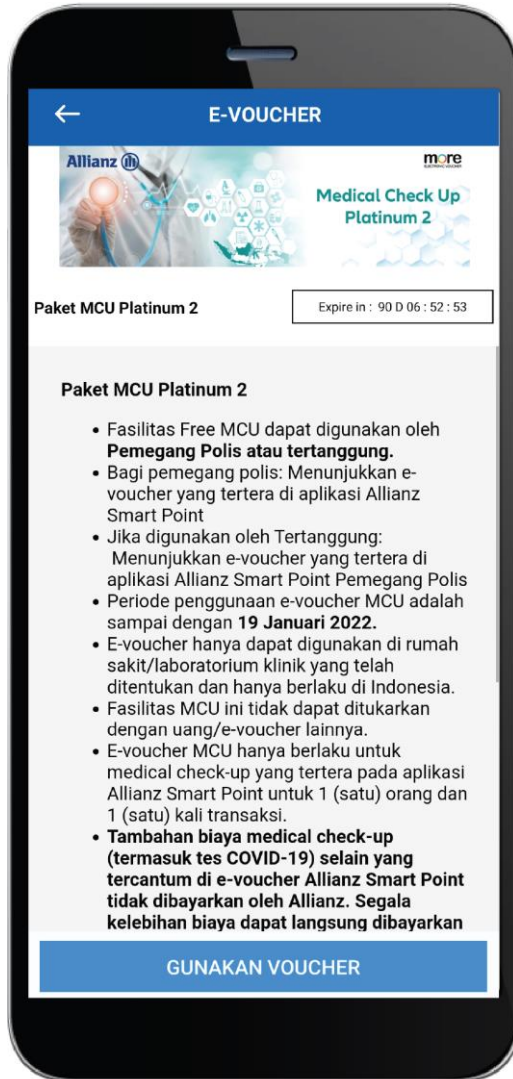 E-VOUCHER
Allianz
more
Medical Check Up
Platinum 2
Paket MCU Platinum 2
Expire in : 90 D 06 : 52 : 53
Paket MCU Platinum 2
• Fasilitas Free MCU dapat digunakan oleh
Pemegang Polis atau tertanggung.
• Bagi pemegang polis: Menunjukkan e-
voucher yang tertera di aplikasi Allianz
Smart Point
• Jika digunakan oleh Tertanggung:
Menunjukkan e-voucher yang tertera di
aplikasi Allianz Smart Point Pemegang Polis
• Periode penggunaan e-voucher MCU adalah
sampai dengan 19 Januari 2022.
• E-voucher hanya dapat digunakan di rumah
sakit/laboratorium klinik yang telah
ditentukan dan hanya berlaku di Indonesia.
• Fasilitas MCU ini tidak dapat ditukarkan
dengan uang/e-voucher lainnya.
• E-voucher MCU hanya berlaku untuk
medical check-up yang tertera pada aplikasi
Allianz Smart Point untuk 1 (satu) orang dan
1 (satu) kali transaksi.
• Tambahan biaya medical check-up
(termasuk tes COVID-19) selain yang
tercantum di e-voucher Allianz Smart Point
tidak dibayarkan oleh Allianz. Segala
kelebihan biaya dapat langsung dibayarkan
GUNAKAN VOUCHER